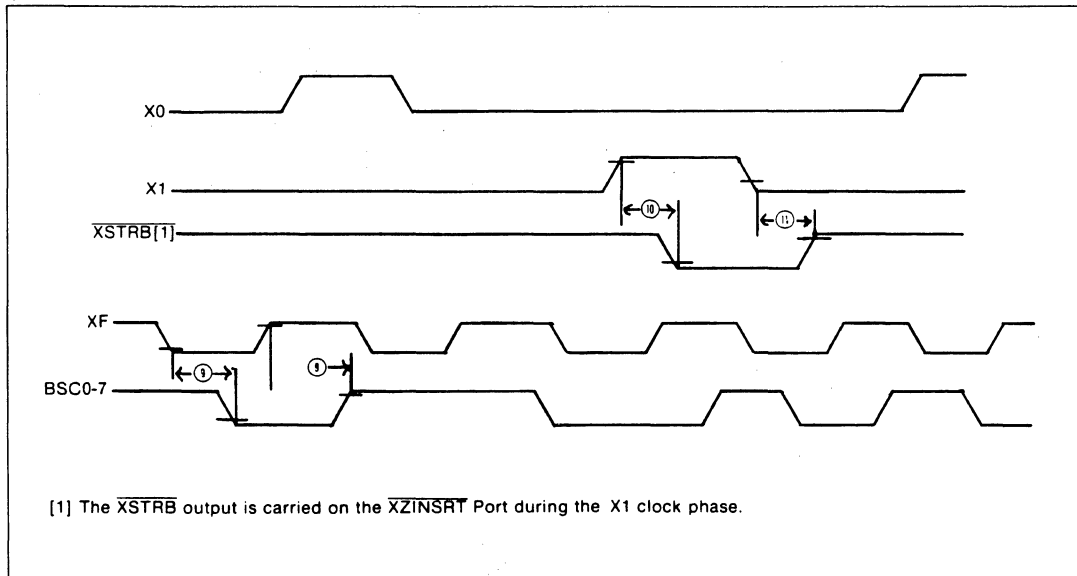 X0
X1
⑩
⑪
XSTRB[1]
XF
⑨
⑨
BSC0-7
[1] The XSTRB output is carried on the XZINSRT Port during the X1 clock phase.